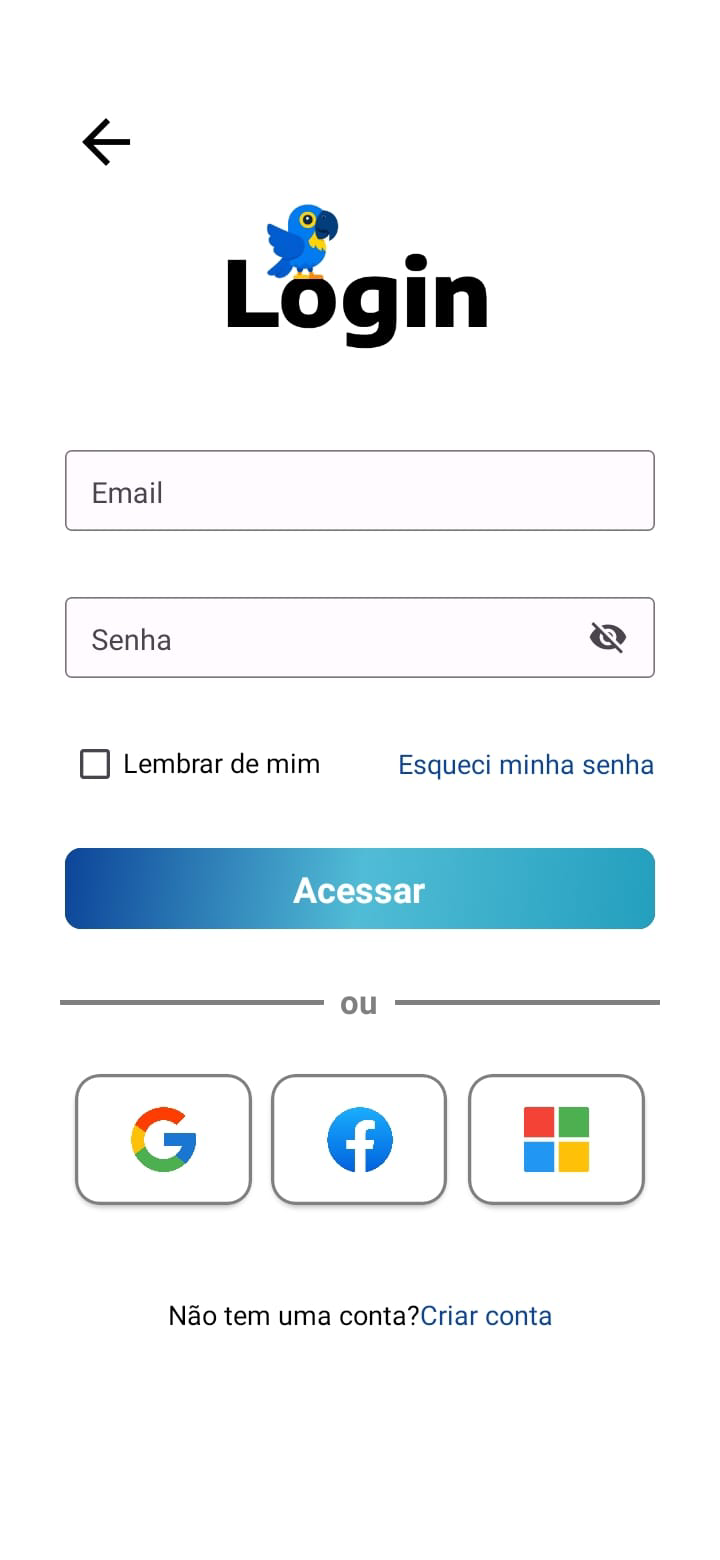 Login
Email
Senha
Lembrar de mim Esqueci minha senha
Acessar
ou
Não tem uma conta?Criar conta